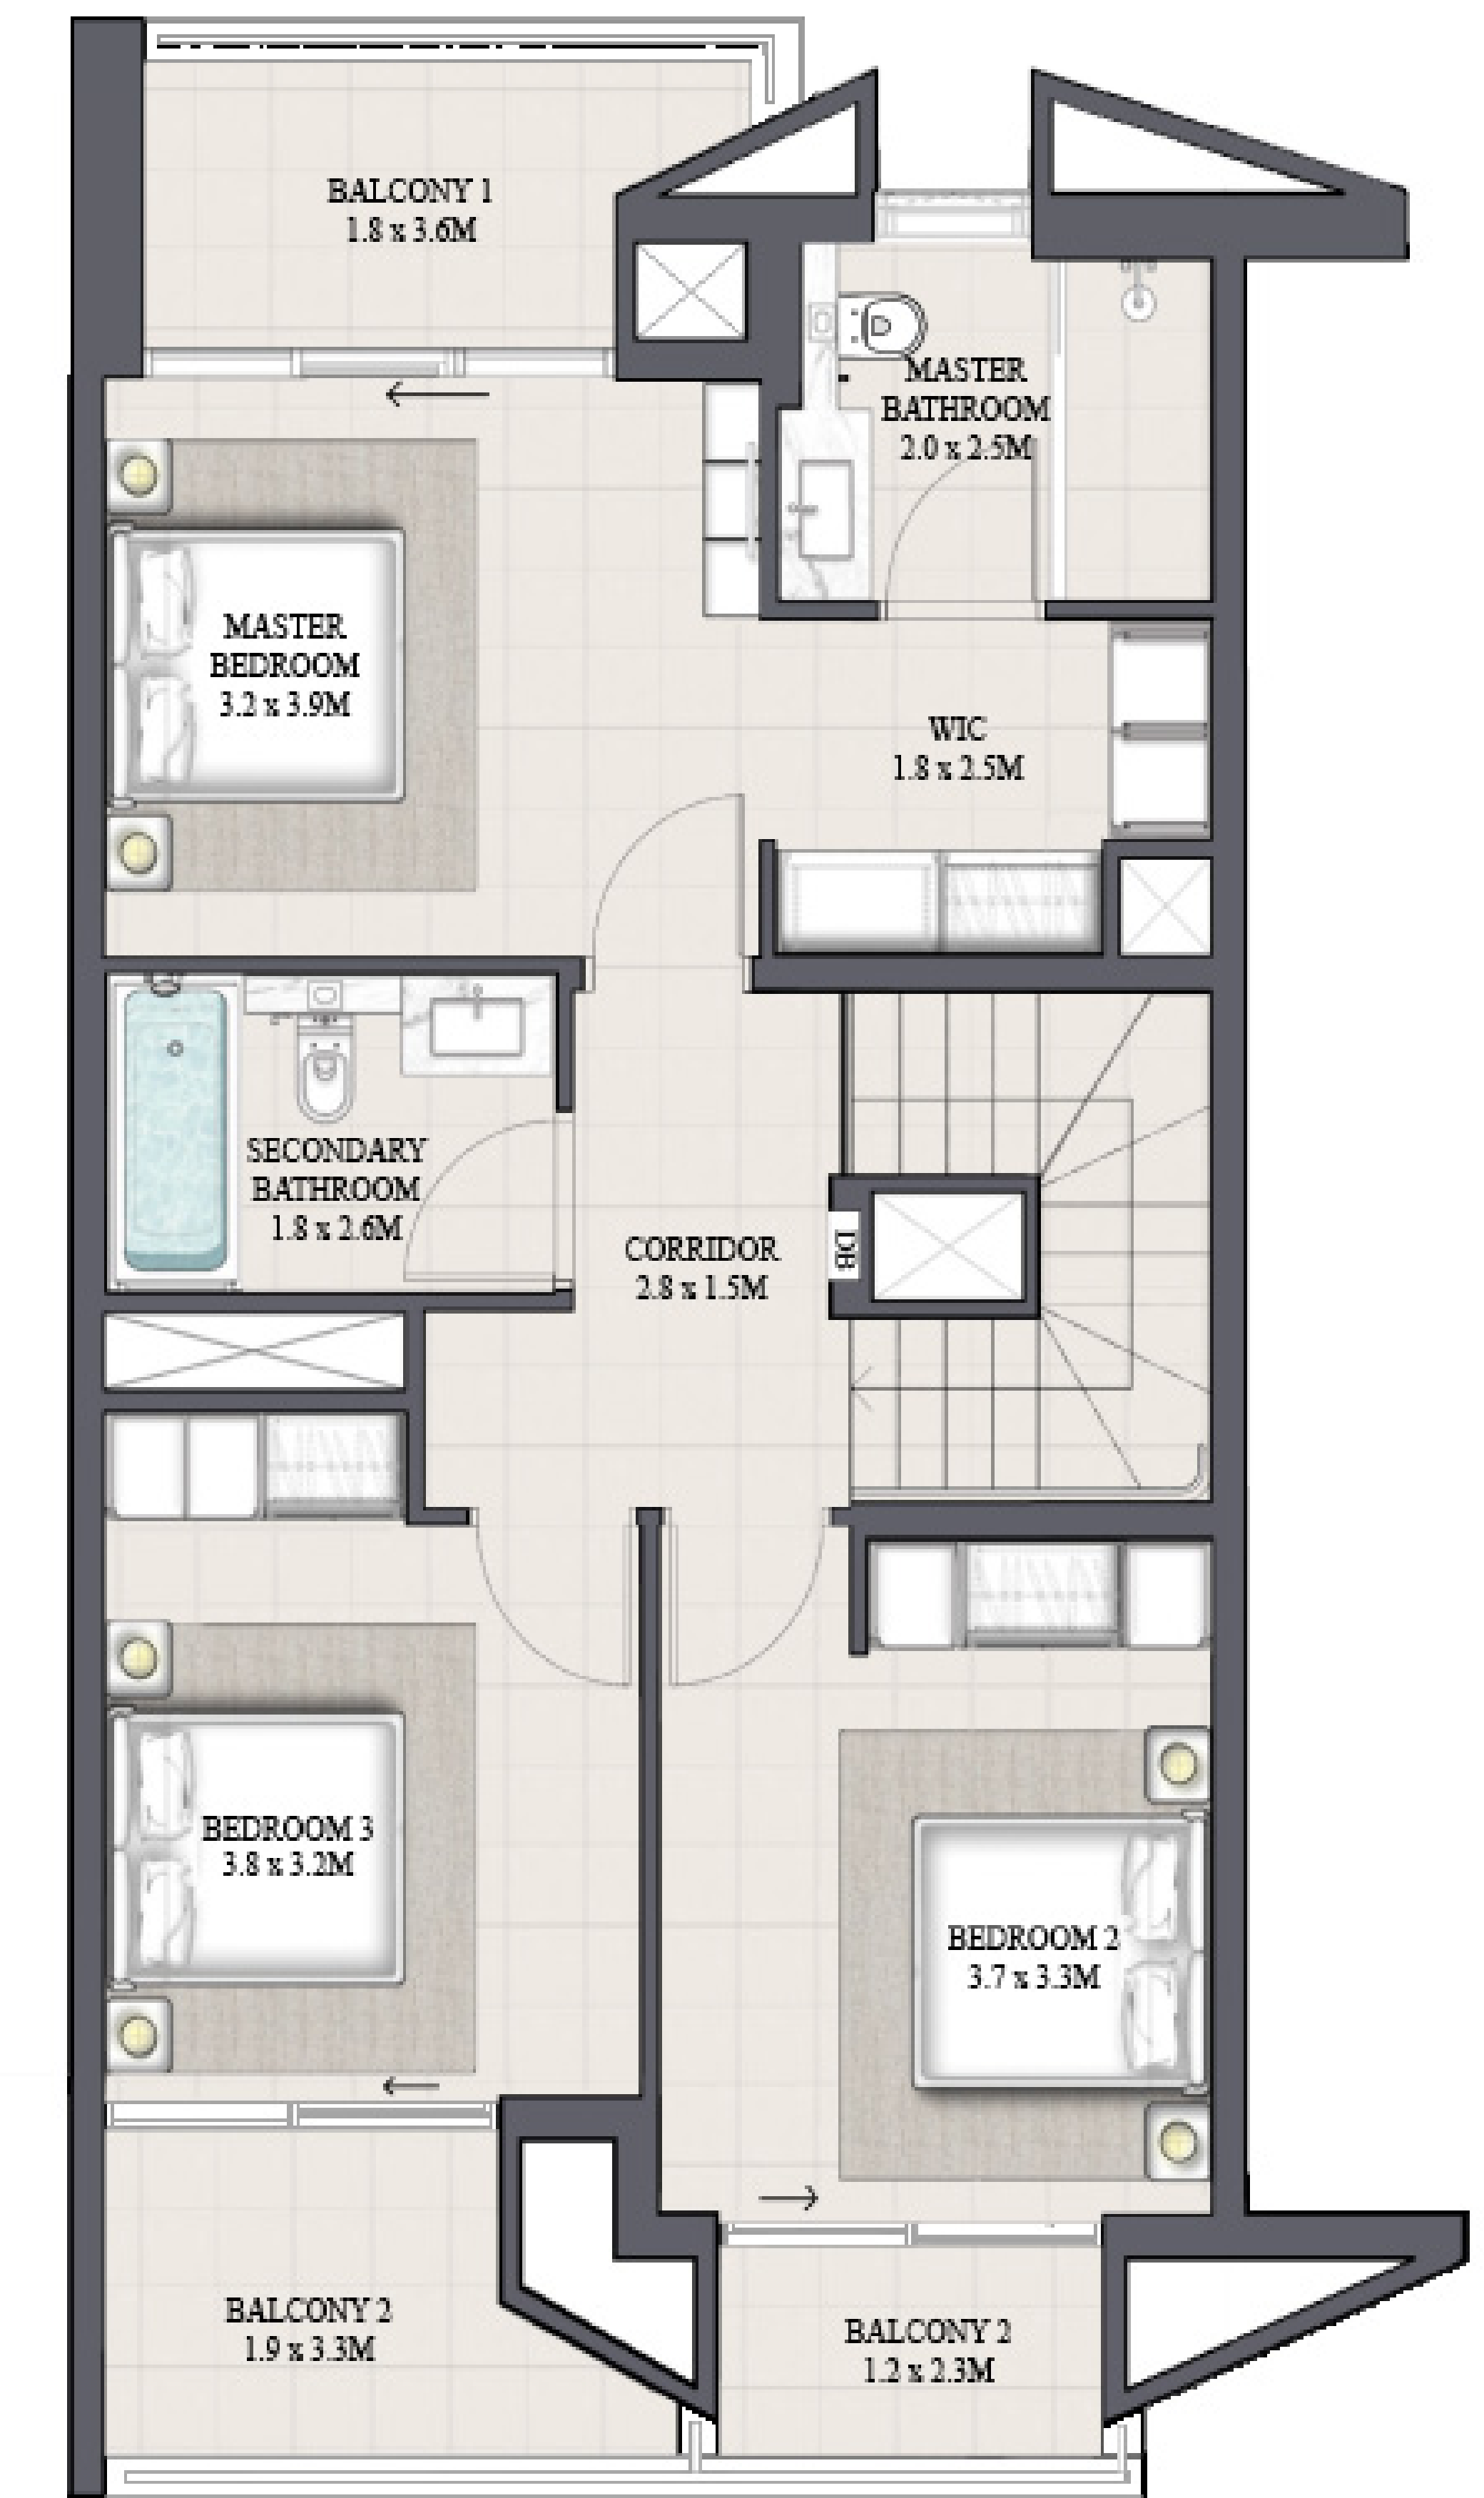 BALCONY 1
1.8 x 3.6M
MASTER
BATHROOM
2.0 x 2.5M
MASTER
BEDROOM
3.2 x 3.9M
WIC
1.8 x 2.5M
SECONDARY
BATHROOM
1.8 x 2.6M
CORRIDOR
2.8 x 1.5M
DB
BEDROOM 3
3.8 x 3.2M
BEDROOM 2
3.7 x 3.3M
BALCONY 2
1.9 x 3.3M
BALCONY 2
1.2 x 2.3M